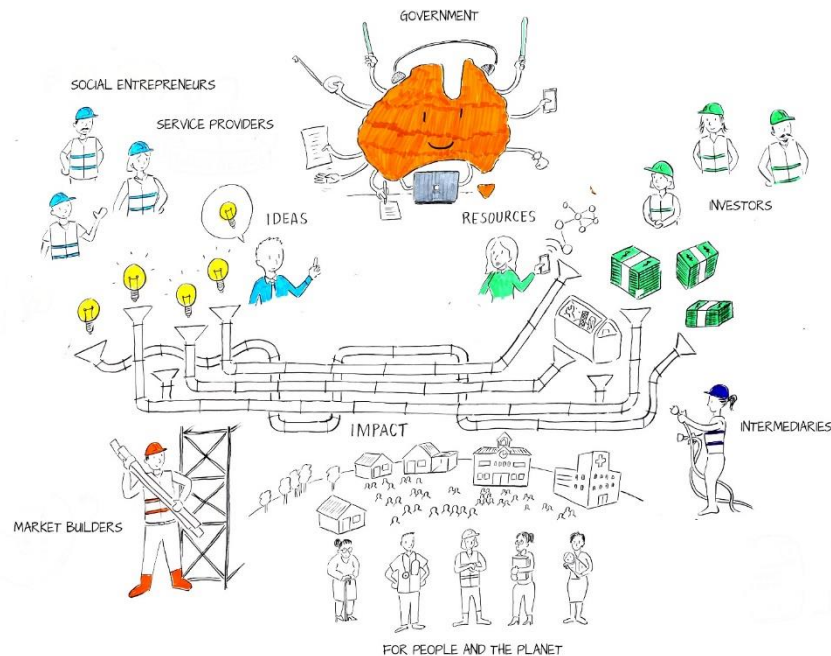 GOVERNMENT
SOCIAL ENTREPRENEURS
SERVICE PROVIDERS
IDEAS
RESOURCES
INVESTORS
IMPACT
INTERMEDIARIES
MARKET BUILDERS
FOR PEOPLE AND THE PLANET